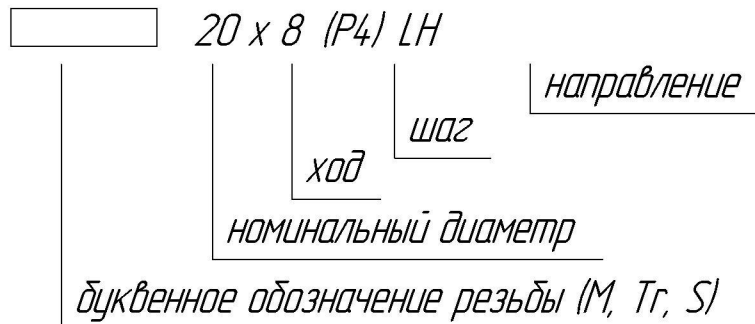 20 x 8 (P4) LH
направление
шаг
ход
номинальный диаметр
буквенное обозначение резьбы (М, Tr, S)